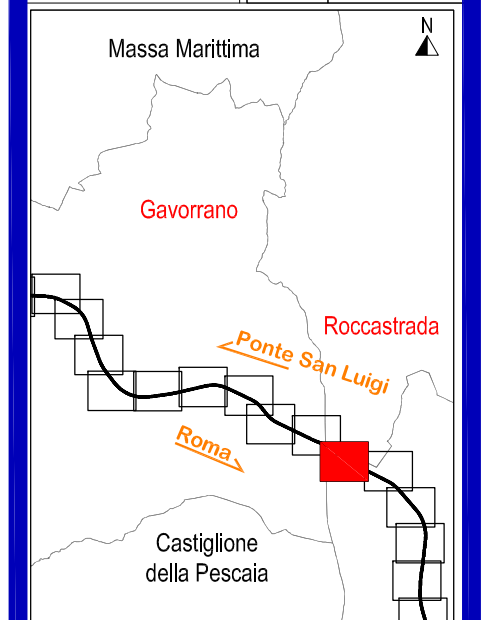 N
Massa Marittima
Gavorrano
Roccastrada
Ponte San Luigi
Roma
Castiglione
della Pescaia